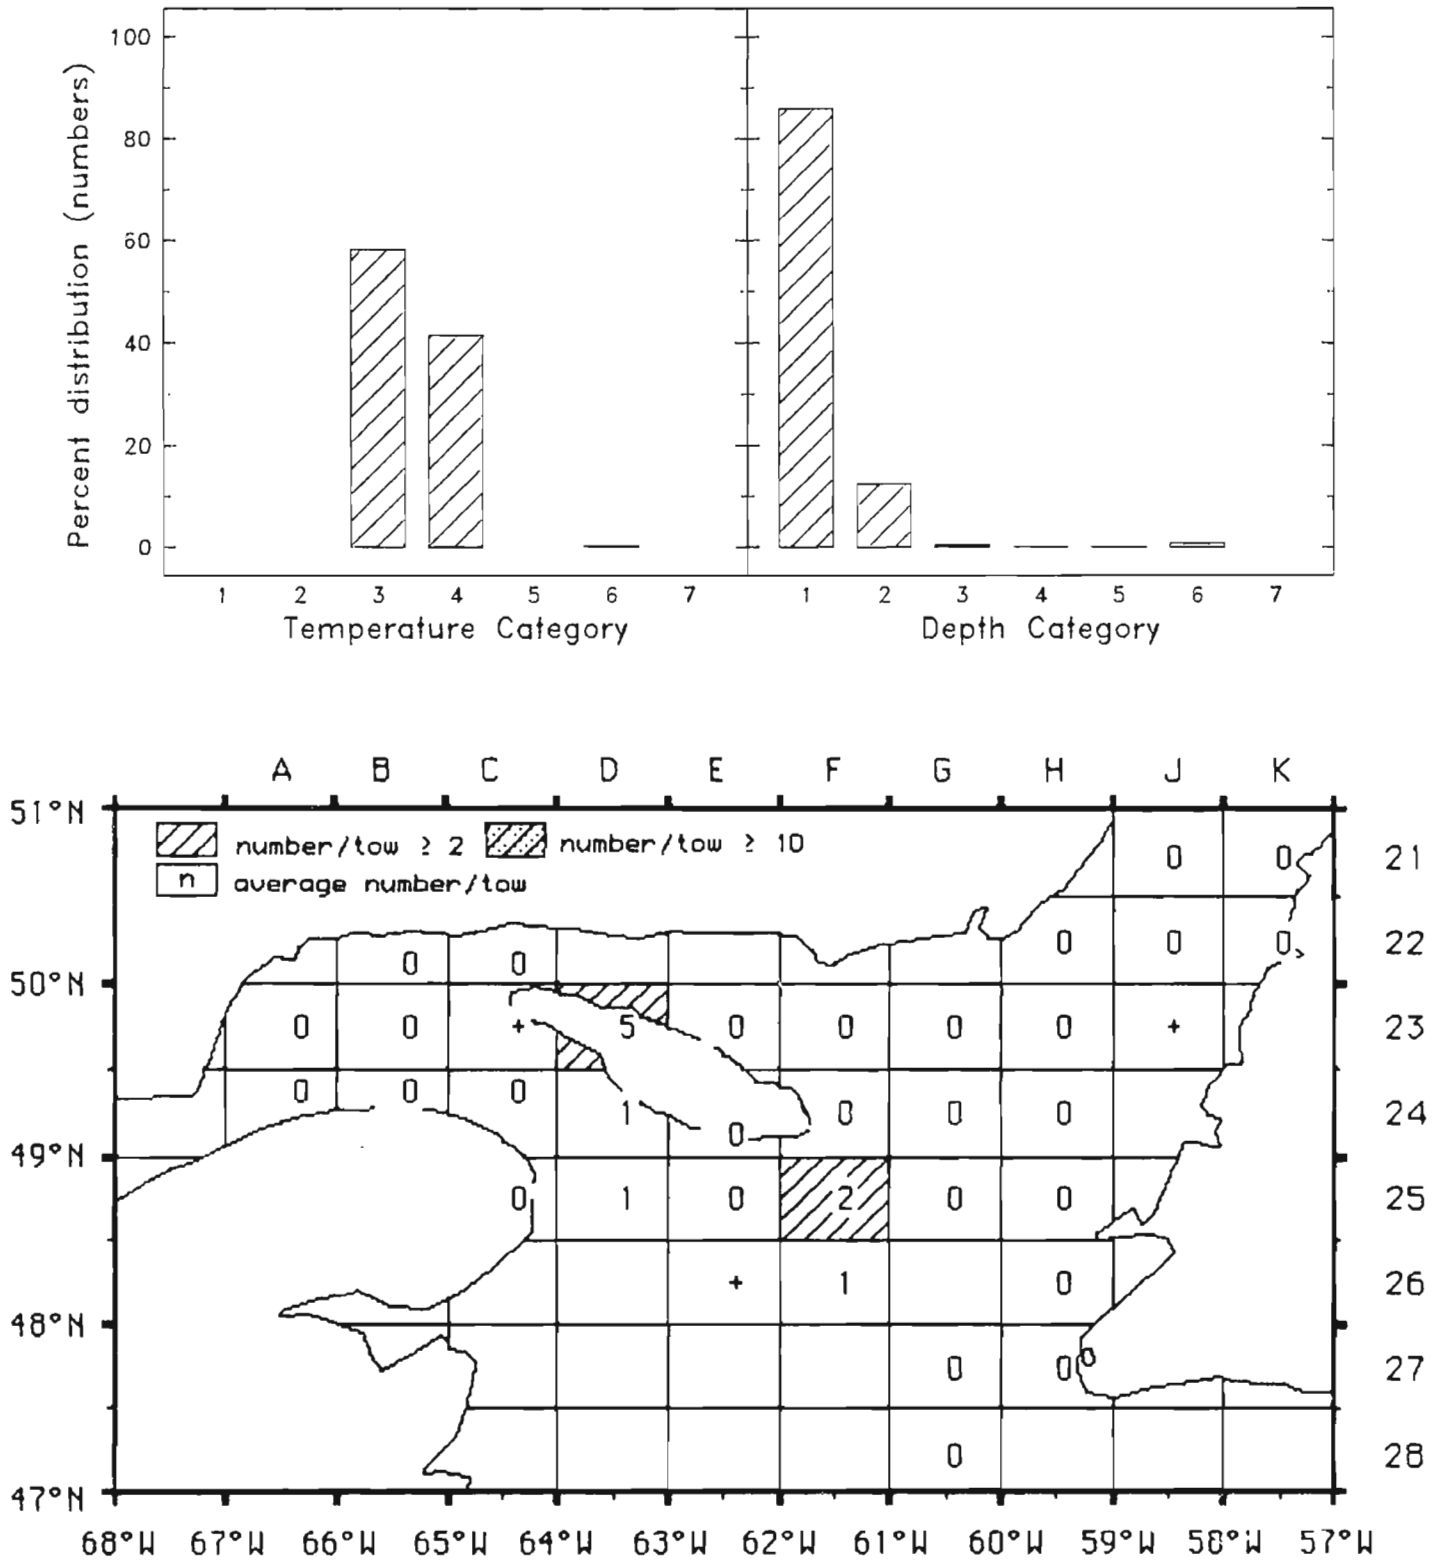 Percent distribution (numbers)
100
80
60
40
20
0
1 2 3 4 5 6 7
Temperature Category
1 2 3 4 5 6 7
Depth Category
A B C D E F G H J K
51°N
number/tow ≥ 2
number/tow ≥ 10
n average number/tow
0 0 21
0 0 0 0 0 22
50°N
0 0 + 5 0 0 0 0 + 23
0 0 0 1 0 0 0 0 24
49°N
0 1 0 2 0 0 25
+ 1 0 26
48°N
0 0 0 27
0 28
47°N
68°W 67°W 66°W 65°W 64°W 63°W 62°W 61°W 60°W 59°W 58°W 57°W